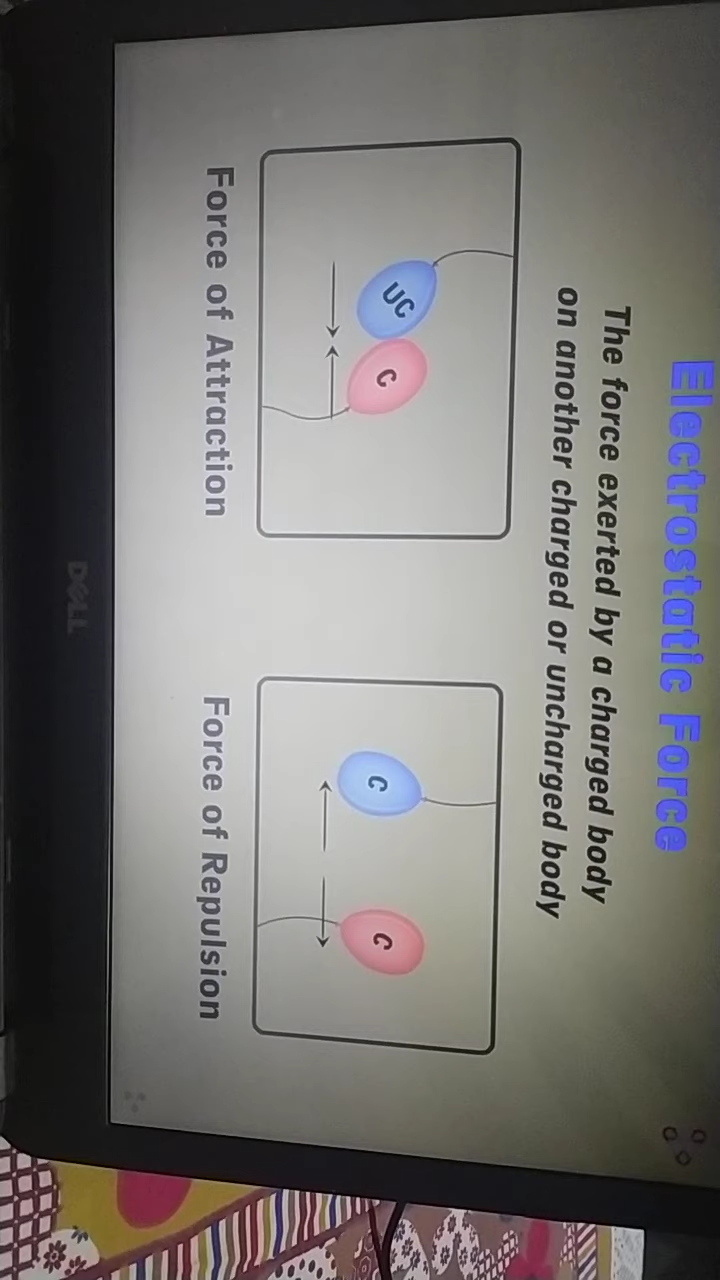 Electrostatic Force
The force exerted by a charged body
on another charged or uncharged body
UC
C
C
C
Force of Attraction
Force of Repulsion
DELL